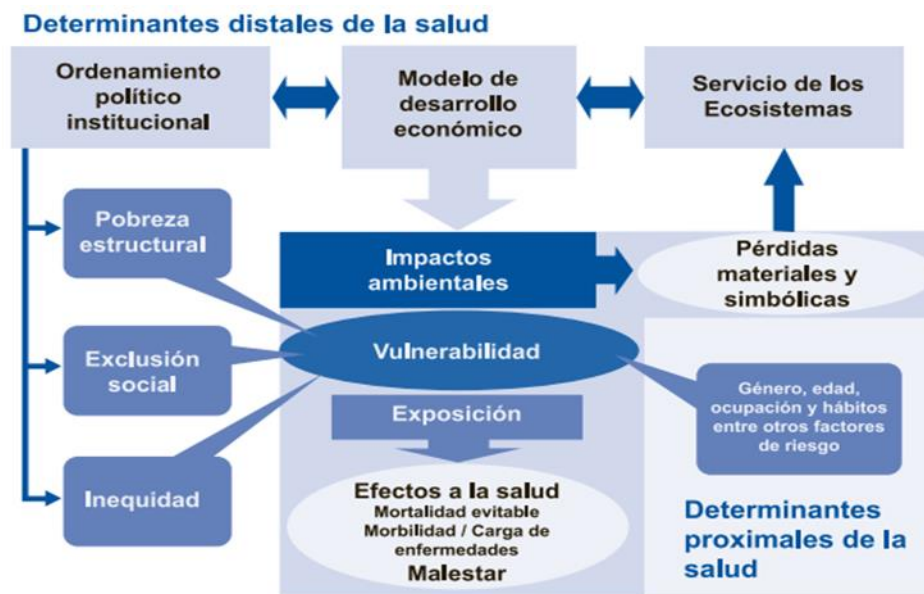 Determinantes distales de la salud
Ordenamiento
político
institucional
Modelo de
desarrollo
económico
Servicio de los
Ecosistemas
Pobreza
estructural
Impactos
ambientales
Pérdidas
materiales y
simbólicas
Exclusión
social
Vulnerabilidad
Género, edad,
ocupación y hábitos
entre otros factores
de riesgo
Exposición
Inequidad
Efectos a la salud
Mortalidad evitable
Morbilidad / Carga de
enfermedades
Malestar
Determinantes
proximales de la
salud